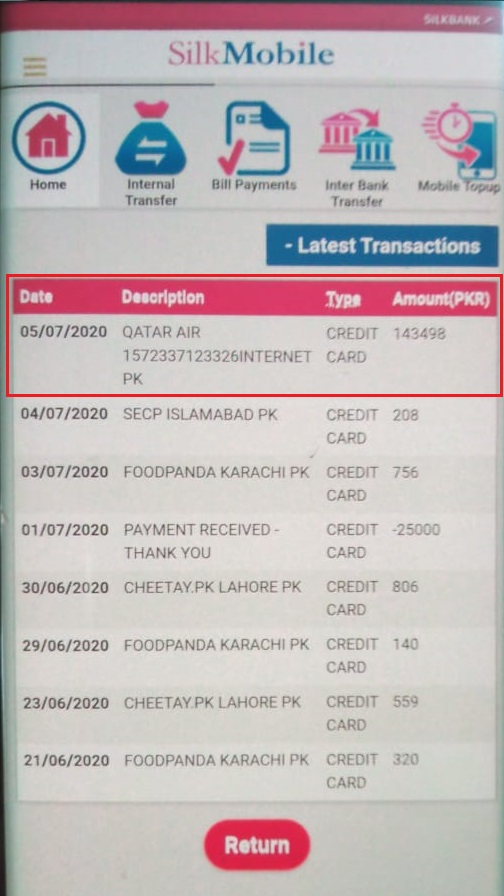 SILKBANK
SilkMobile
Home
Internal
Transfer
Bill Payments
Inter Bank
Transfer
Mobile Topup
- Latest Transactions
Date Description Type Amount(PKR)
05/07/2020 QATAR AIR CREDIT 143498
1572337123326INTERNET CARD
PK
04/07/2020 SECP ISLAMABAD PK CREDIT 208
CARD
03/07/2020 FOODPANDA KARACHI PK CREDIT 756
CARD
01/07/2020 PAYMENT RECEIVED - CREDIT -25000
THANK YOU CARD
30/06/2020 CHEETAY.PK LAHORE PK CREDIT 806
CARD
29/06/2020 FOODPANDA KARACHI PK CREDIT 140
CARD
23/06/2020 CHEETAY.PK LAHORE PK CREDIT 559
CARD
21/06/2020 FOODPANDA KARACHI PK CREDIT 320
CARD
Return